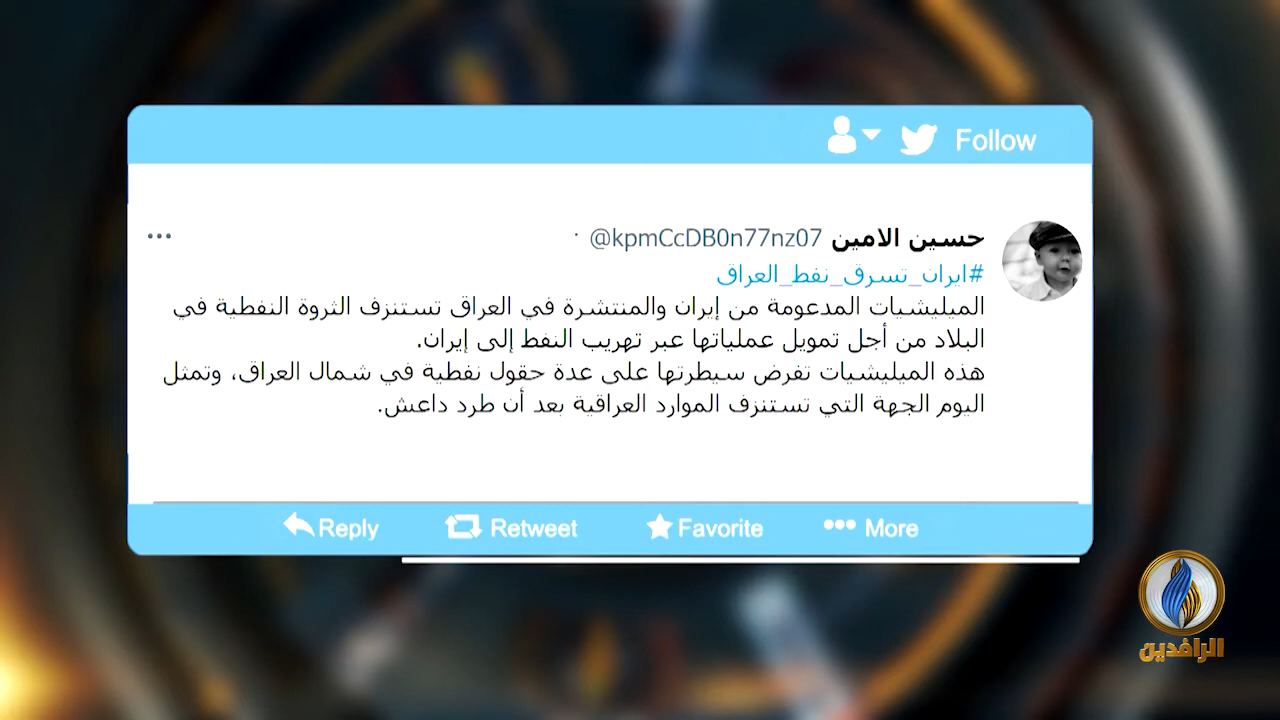 Follow
حسين الامين @kpmCcDB0n77nz07 ·
#ايران_تسرق_نفط_العراق
الميليشيات المدعومة من إيران والمنتشرة في العراق تستنزف الثروة النفطية في
البلاد من أجل تمويل عملياتها عبر تهريب النفط إلى إيران.
هذه الميليشيات تفرض سيطرتها على عدة حقول نفطية في شمال العراق، وتمثل
اليوم الجهة التي تستنزف الموارد العراقية بعد أن طرد داعش.
Reply Retweet Favorite More
الرافدين